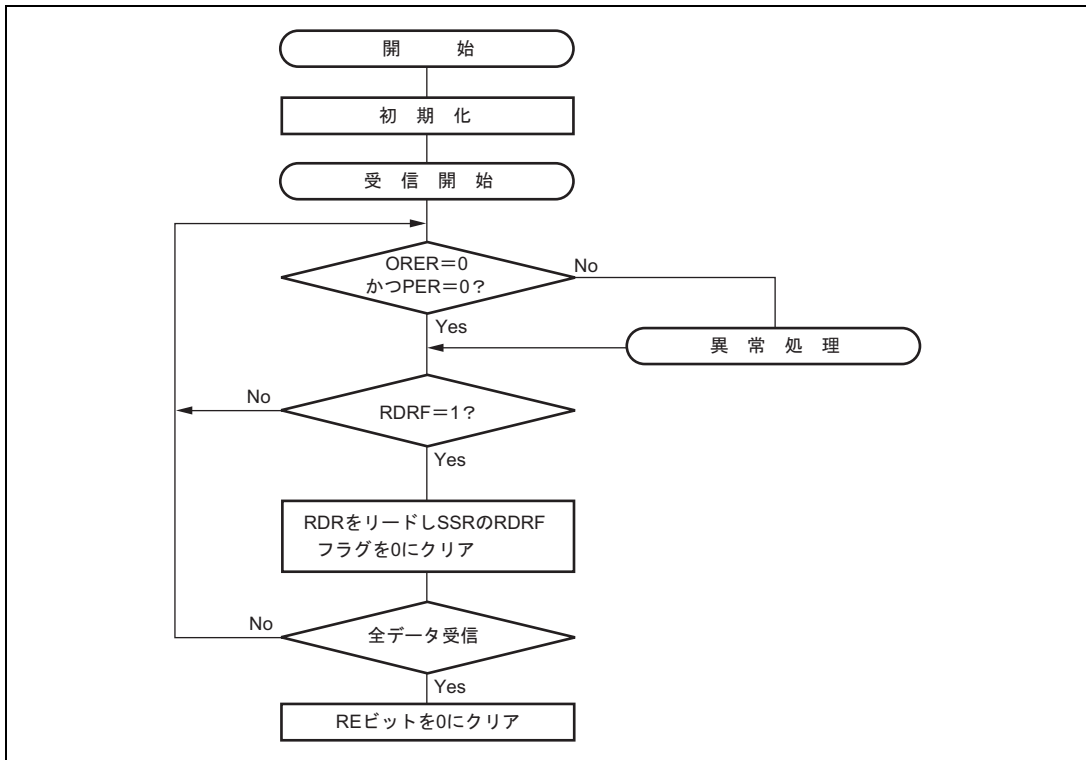 開 始
初 期 化
受 信 開 始
ORER＝0
かつPER＝0？
No
Yes
異 常 処 理
No
RDRF＝1？
Yes
RDRをリードしSSRのRDRF
フラグを0にクリア
No
全データ受信
Yes
REビットを0にクリア